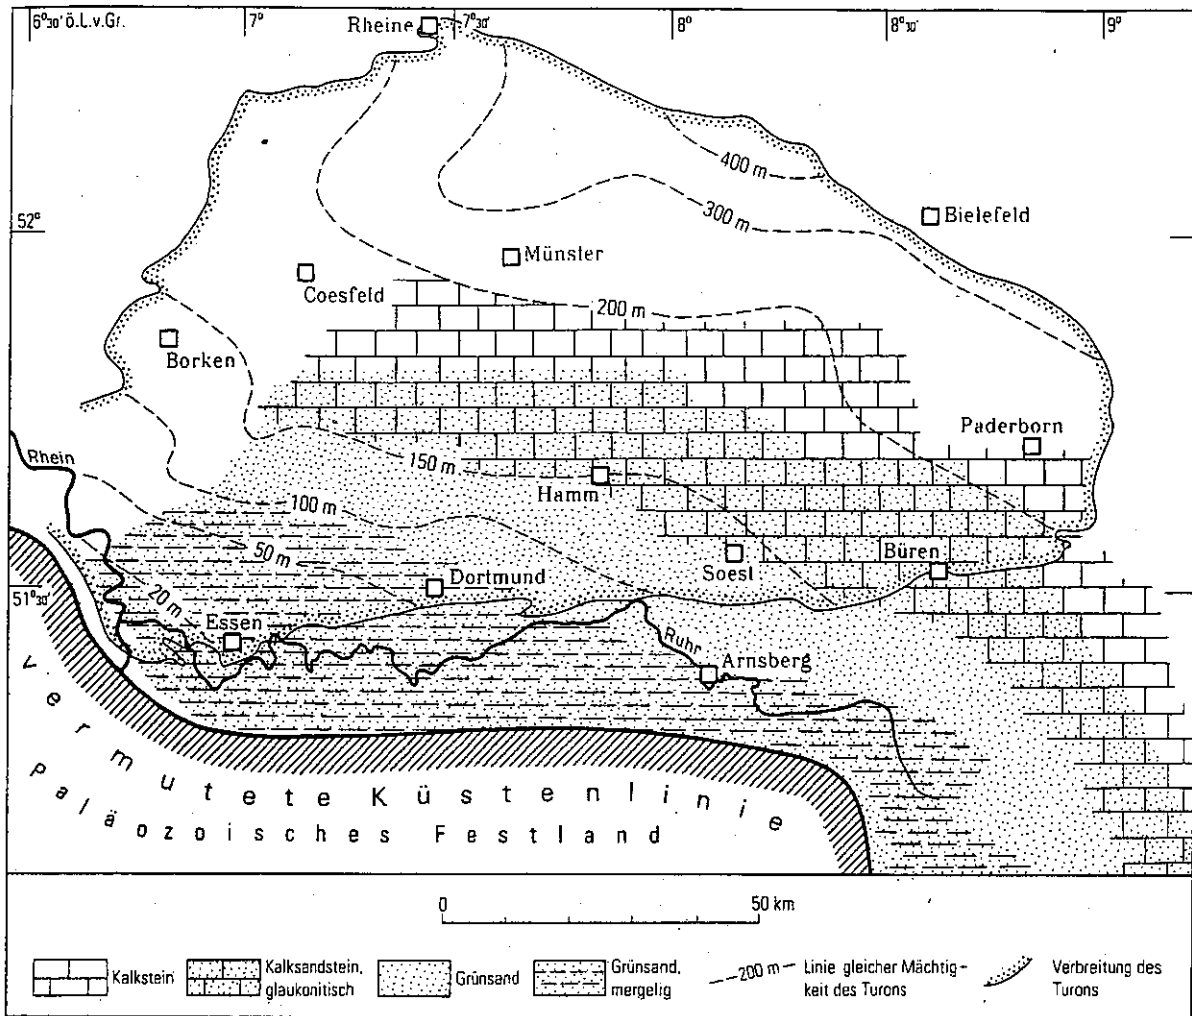 6°30' ö.L.v.Gr.
7°
7°30'
8°
8°30'
9°
Rheine
400 m
52°
300 m
Bielefeld
Münster
Coesfeld
200 m
Borken
Paderborn
Rhein
150 m
Hamm
100 m
50 m
Soest
Büren
Dortmund
51°30'
20 m
Essen
Ruhr
Arnsberg
Vermutete Küstenlinie
Paläozoisches Festland
0 50 km
Kalkstein
Kalksandstein,
glaukonitisch
Grünsand
Grünsand,
mergelig
200 m
Linie gleicher Mächtig-
keit des Turons
Verbreitung des
Turons